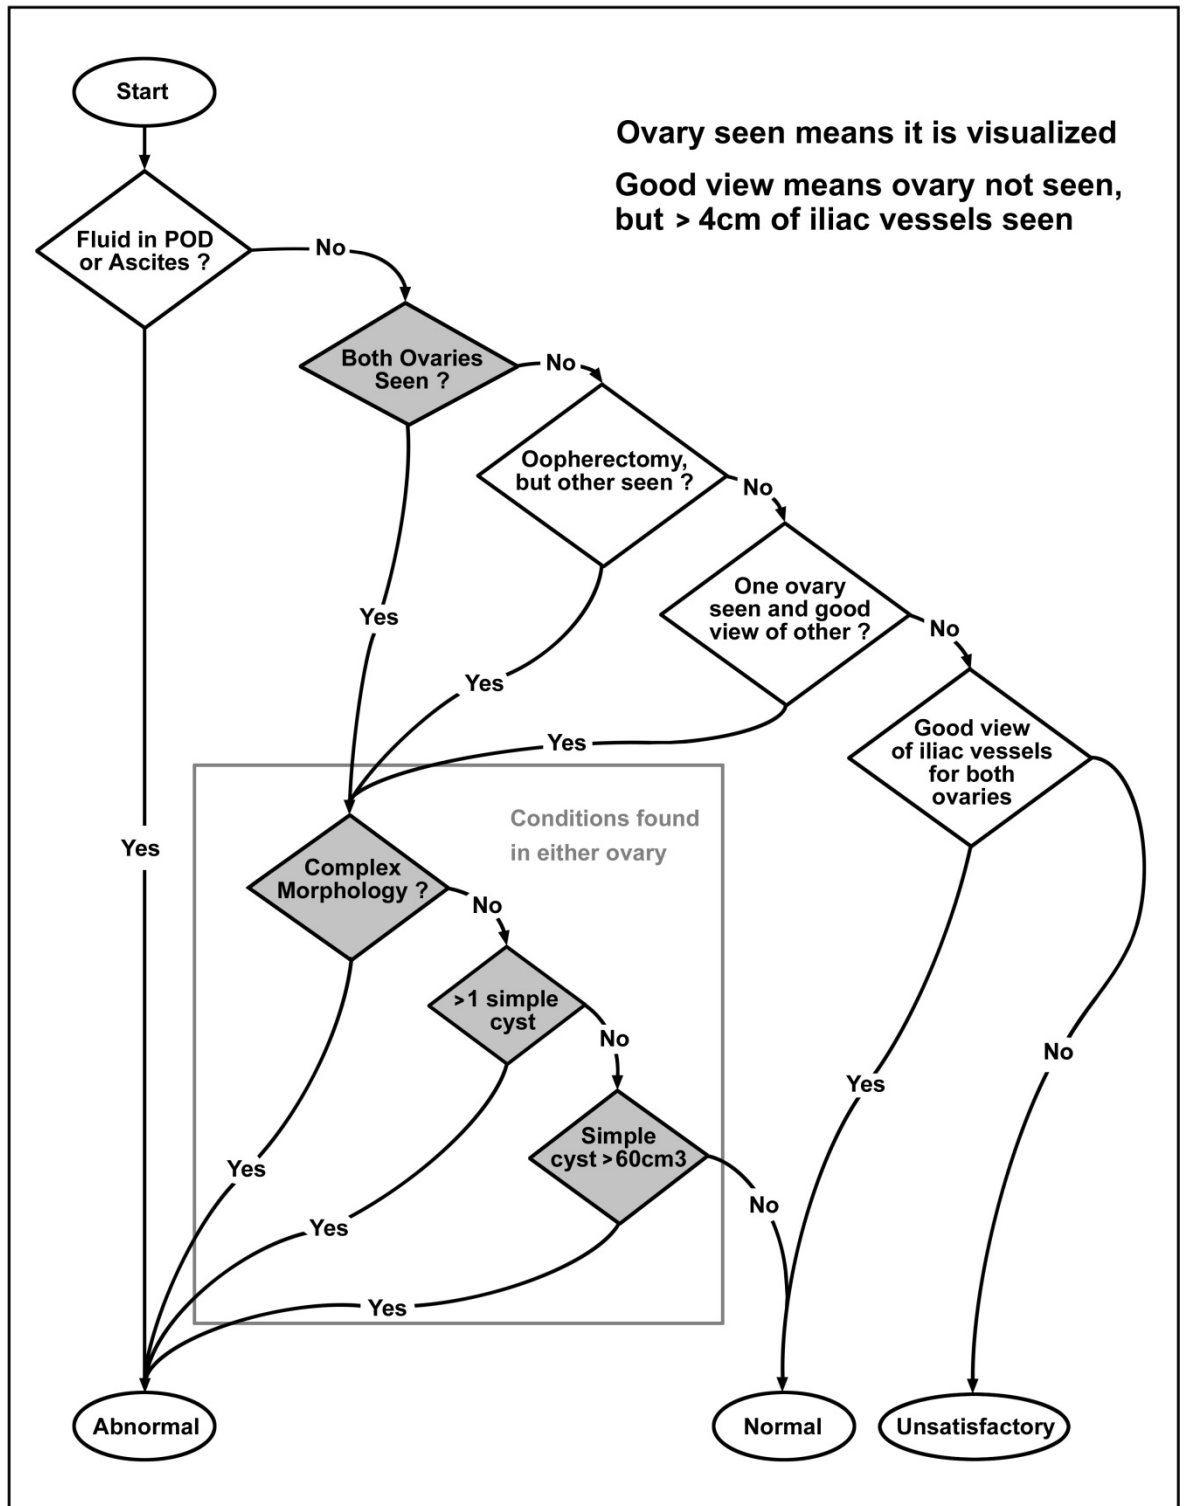 Start
Ovary seen means it is visualized
Good view means ovary not seen,
but > 4cm of iliac vessels seen
Fluid in POD
or Ascites ?
No
Both Ovaries
Seen ?
No
Oopherectomy,
but other seen ?
No
One ovary
seen and good
view of other ?
No
Good view
of iliac vessels
for both
ovaries
Yes
Yes
Yes
Yes
Conditions found
in either ovary
Complex
Morphology ?
No
>1 simple
cyst
No
Simple
cyst >60cm3
No
Yes
No
Yes
Yes
Yes
Abnormal
Normal
Unsatisfactory